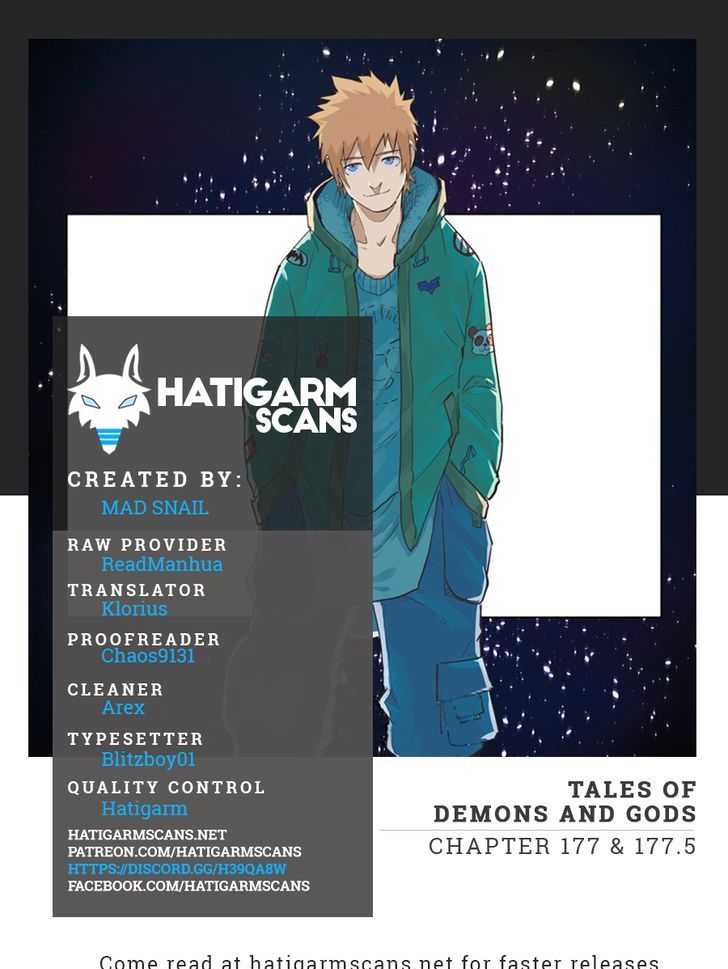 HATIGARM
SCANS
CREATED BY:
MAD SNAIL
RAW PROVIDER
ReadManhua
TRANSLATOR
Klorius
PROOFREADER
Chaos9131
CLEANER
Arex
TYPESETTER
Blitzboy01
QUALITY CONTROL
Hatigarm
HATIGARMSCANS.NET
PATREON.COM/HATIGARMSCANS
HTTPS://DISCORD.GG/H39QA8W
FACEBOOK.COM/HATIGARMSCANS
TALES OF
DEMONS AND GODS
CHAPTER 177 & 177.5
Come read at hatigarmscans.net for faster releases